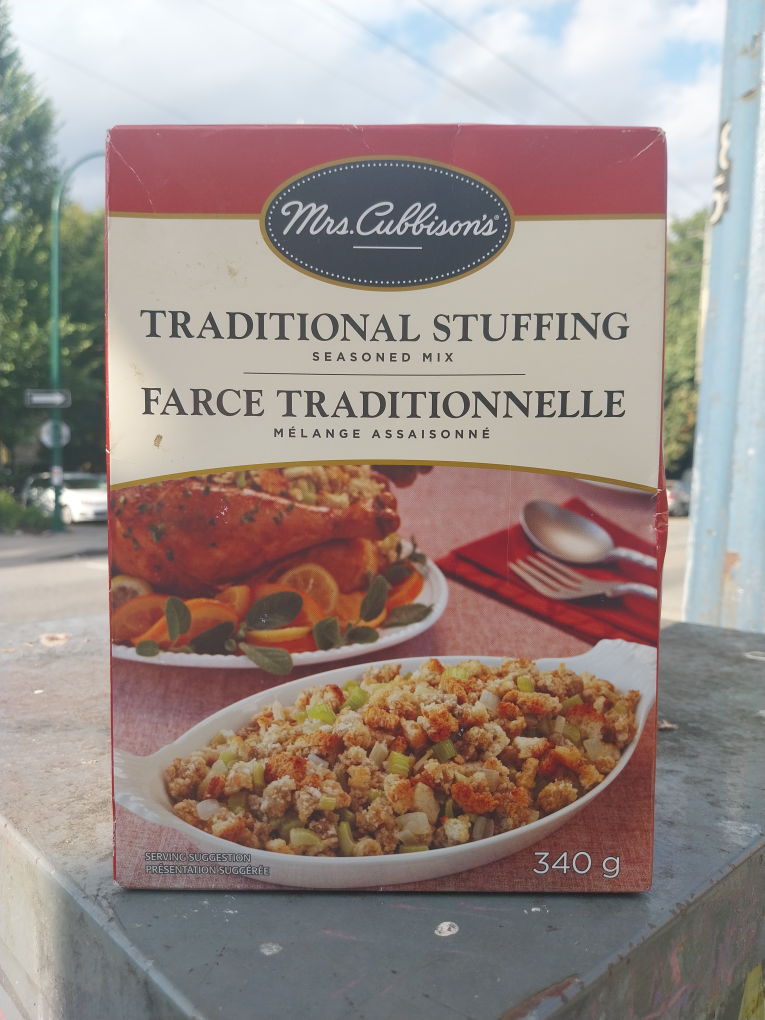 Mrs. Cubbison's®
TRADITIONAL STUFFING
SEASONED MIX
FARCE TRADITIONNELLE
MÉLANGE ASSAISONNÉ
SERVING SUGGESTION
PRÉSENTATION SUGGÉRÉE
340 g